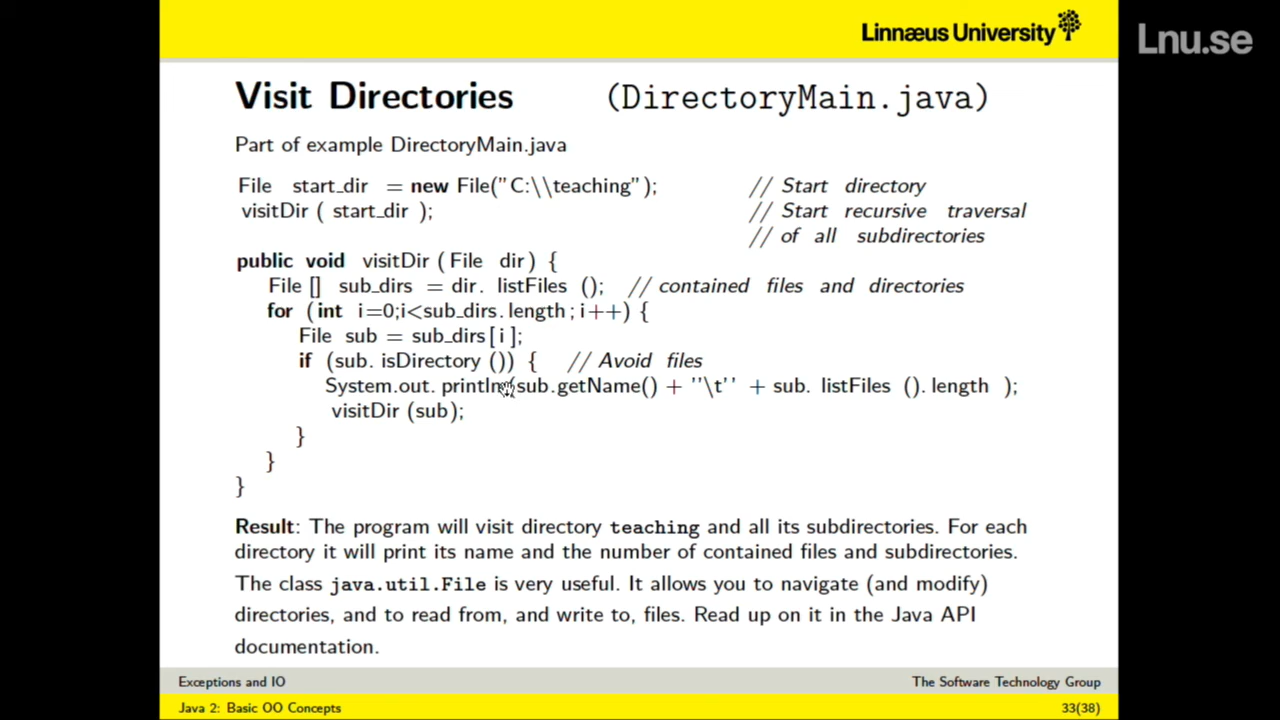 Linnæus University
Lnu.se
Visit Directories (DirectoryMain.java)
Part of example DirectoryMain.java
File start_dir = new File("C:\\teaching"); // Start directory
visitDir ( start_dir ); // Start recursive traversal
// of all subdirectories
public void visitDir ( File dir ) {
File [] sub_dirs = dir. listFiles (); // contained files and directories
for (int i=0;i<sub_dirs.length; i++) {
File sub = sub_dirs [ i ];
if (sub. isDirectory ()) { // Avoid files
System.out. println(sub.getName() + ''\t'' + sub. listFiles (). length );
visitDir (sub);
}
}
}
Result: The program will visit directory teaching and all its subdirectories. For each
directory it will print its name and the number of contained files and subdirectories.
The class java.util.File is very useful. It allows you to navigate (and modify)
directories, and to read from, and write to, files. Read up on it in the Java API
documentation.
Exceptions and IO The Software Technology Group
Java 2: Basic OO Concepts 33(38)